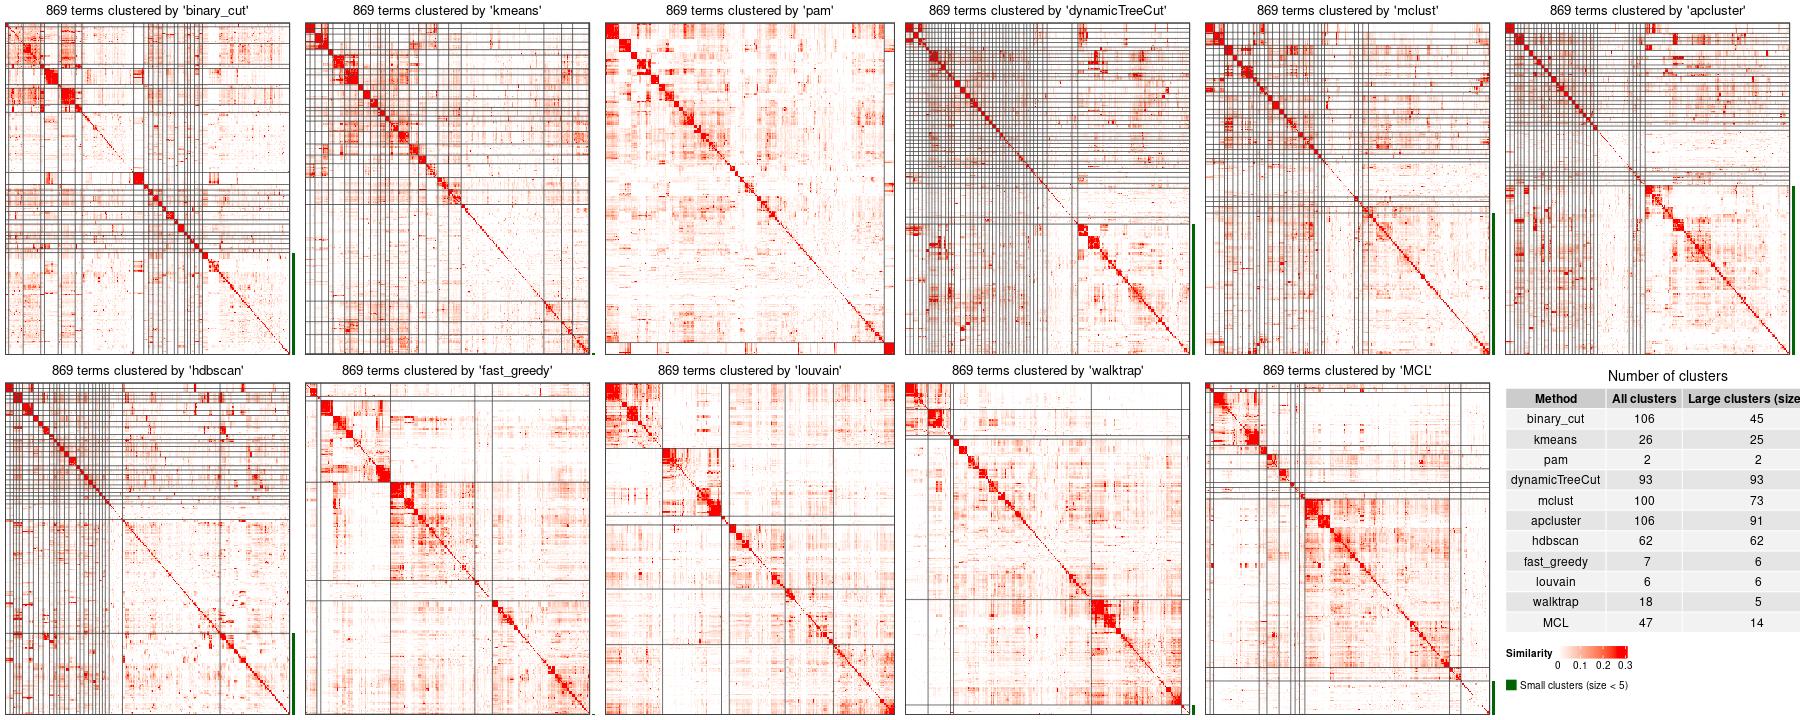 869 terms clustered by 'binary_cut'
869 terms clustered by 'kmeans'
869 terms clustered by 'pam'
869 terms clustered by 'dynamicTreeCut'
869 terms clustered by 'mclust'
869 terms clustered by 'apcluster'
869 terms clustered by 'hdbscan'
869 terms clustered by 'fast_greedy'
869 terms clustered by 'louvain'
869 terms clustered by 'walktrap'
869 terms clustered by 'MCL'
Number of clusters
Method All clusters Large clusters (size
binary_cut 106 45
kmeans 26 25
pam 2 2
dynamicTreeCut 93 93
mclust 100 73
apcluster 106 91
hdbscan 62 62
fast_greedy 7 6
louvain 6 6
walktrap 18 5
MCL 47 14
Similarity
0 0.1 0.2 0.3
Small clusters (size < 5)